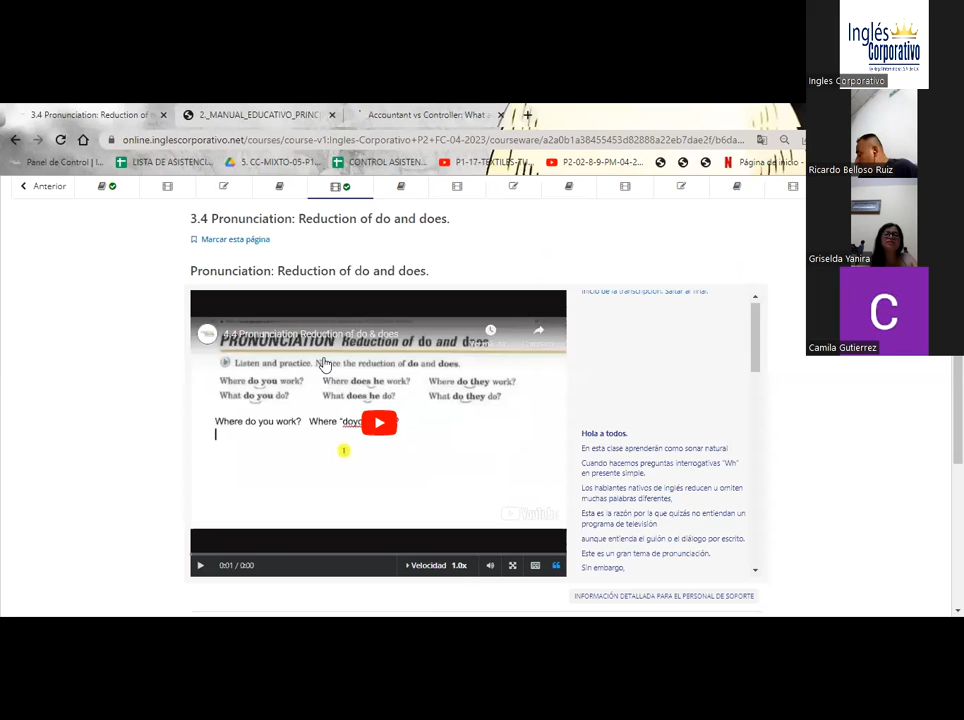 Inglés
Corporativo
Ingles Corporativo
3.4 Pronunciation: Reduction of
2._MANUAL_EDUCATIVO_PRINC
Accountant vs Controller: What
online.inglescorporativo.net/courses/course-v1:Ingles-Corporativo+P2+FC-04-2023/courseware/a2a0b1a38455453d82888a22eb7dae2f/b6da...
Panel de Control | I...
LISTA DE ASISTENCI...
5. CC-MIXTO-05-P1...
CONTROL ASISTEN...
P1-17-TEXTILES-TU...
P2-02-8-9-PM-04-2...
Página de inicio
Ricardo Belloso Ruiz
Anterior
3.4 Pronunciation: Reduction of do and does.
Marcar esta página
Griselda Yanira
Pronunciation: Reduction of do and does.
Inicio de la transcripción. Saltar al final.
4.4 Pronunciation Reduction of do & does
PRONUNCIATION Reduction of do and does
Listen and practice. Notice the reduction of do and does.
Where do you work? Where does he work? Where do they work?
What do you do? What does he do? What do they do?
Where do you work? Where "doyo
C
Camila Gutierrez
Hola a todos.
En esta clase aprenderán como sonar natural
Cuando hacemos preguntas interrogativas "Wh"
en presente simple.
Los hablantes nativos de inglés reducen u omiten
muchas palabras diferentes,
Esta es la razón por la que quizás no entiendan un
programa de televisión
aunque entienda el guión o el diálogo por escrito.
Este es un gran tema de pronunciación.
Sin embargo,
YouTube
0:01 / 0:00
Velocidad 1.0x
INFORMACIÓN DETALLADA PARA EL PERSONAL DE SOPORTE